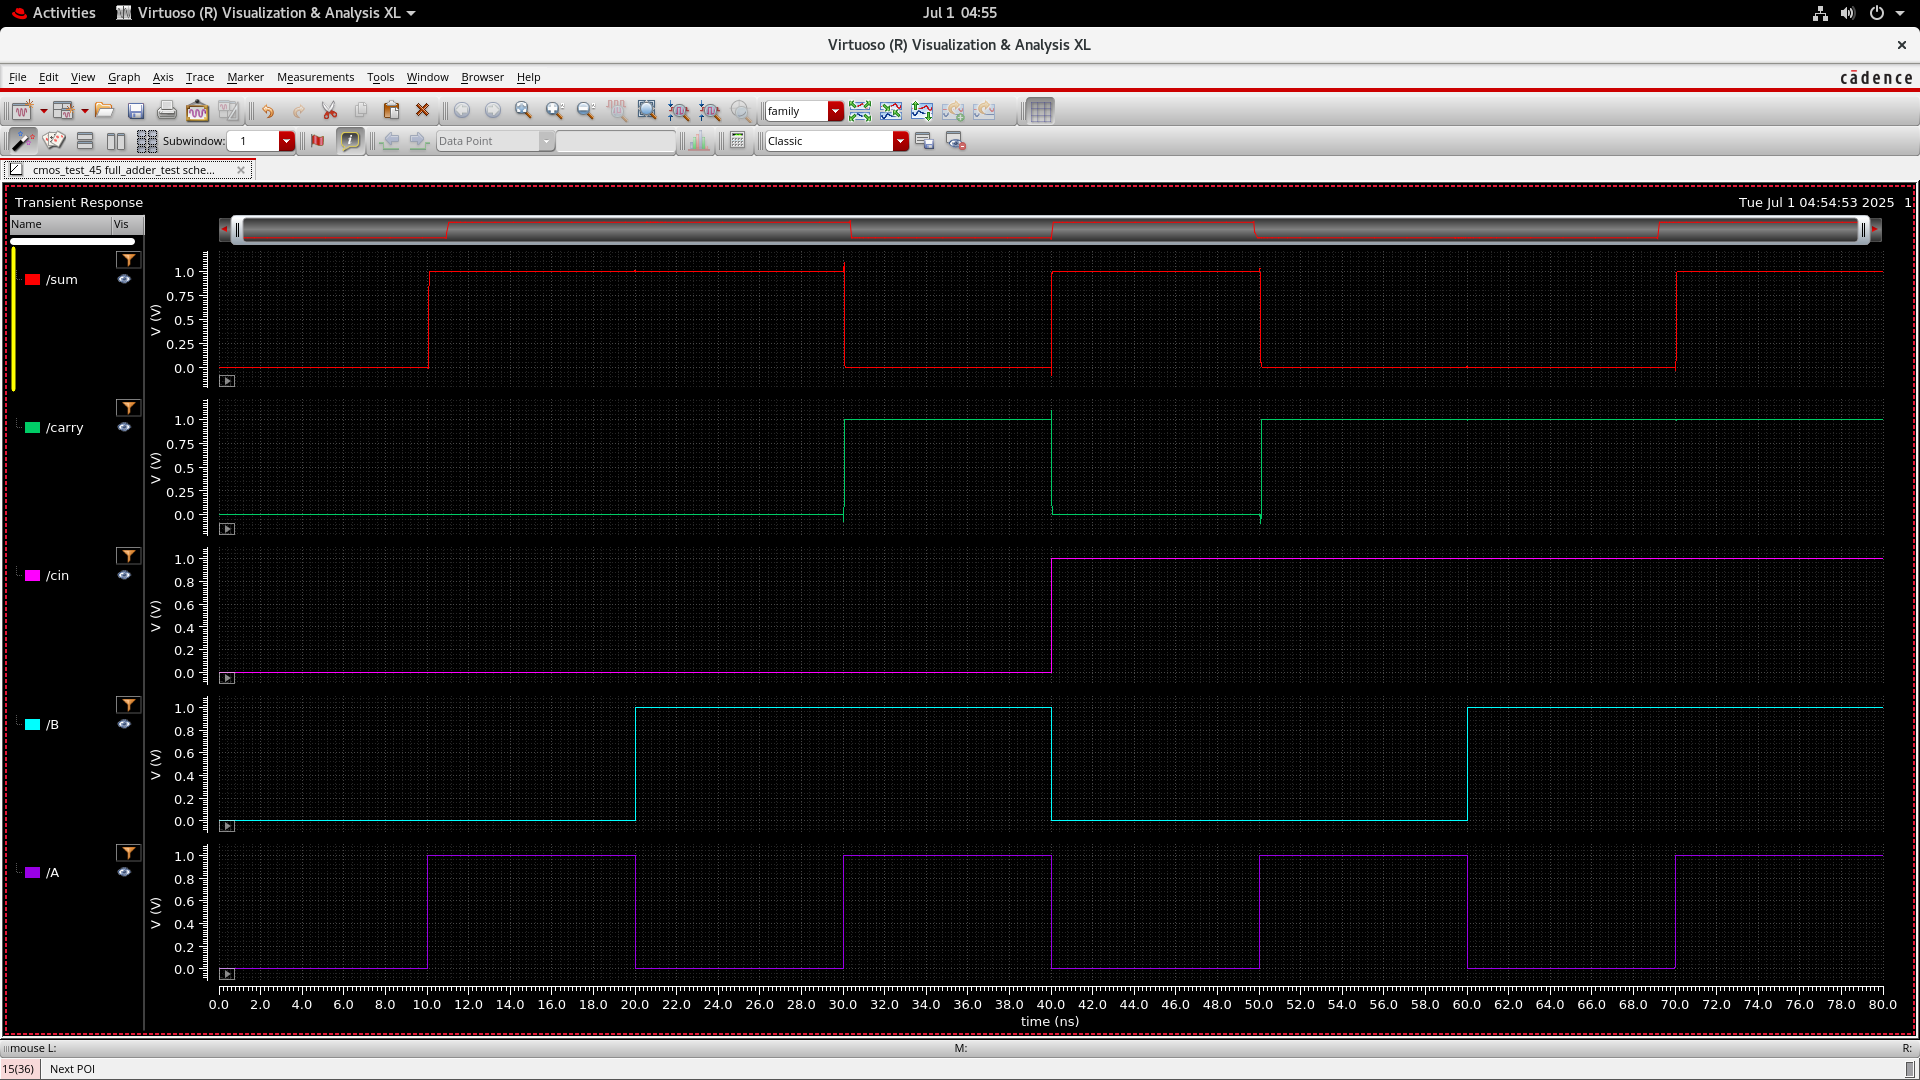 Activities Virtuoso (R) Visualization & Analysis XL Jul 1 04:55
Virtuoso (R) Visualization & Analysis XL
File Edit View Graph Axis Trace Marker Measurements Tools Window Browser Help cādence
family
Subwindow: 1 Data Point Classic
cmos_test_45 full_adder_test sche...
Transient Response Tue Jul 1 04:54:53 2025 1
Name Vis
/sum
V (V)
1.0
0.75
0.5
0.25
0.0
/carry
V (V)
1.0
0.75
0.5
0.25
0.0
/cin
V (V)
1.0
0.8
0.6
0.4
0.2
0.0
/B
V (V)
1.0
0.8
0.6
0.4
0.2
0.0
/A
V (V)
1.0
0.8
0.6
0.4
0.2
0.0
0.0 2.0 4.0 6.0 8.0 10.0 12.0 14.0 16.0 18.0 20.0 22.0 24.0 26.0 28.0 30.0 32.0 34.0 36.0 38.0 40.0 42.0 44.0 46.0 48.0 50.0 52.0 54.0 56.0 58.0 60.0 62.0 64.0 66.0 68.0 70.0 72.0 74.0 76.0 78.0 80.0
time (ns)
mouse L: M: R:
15(36) Next POI